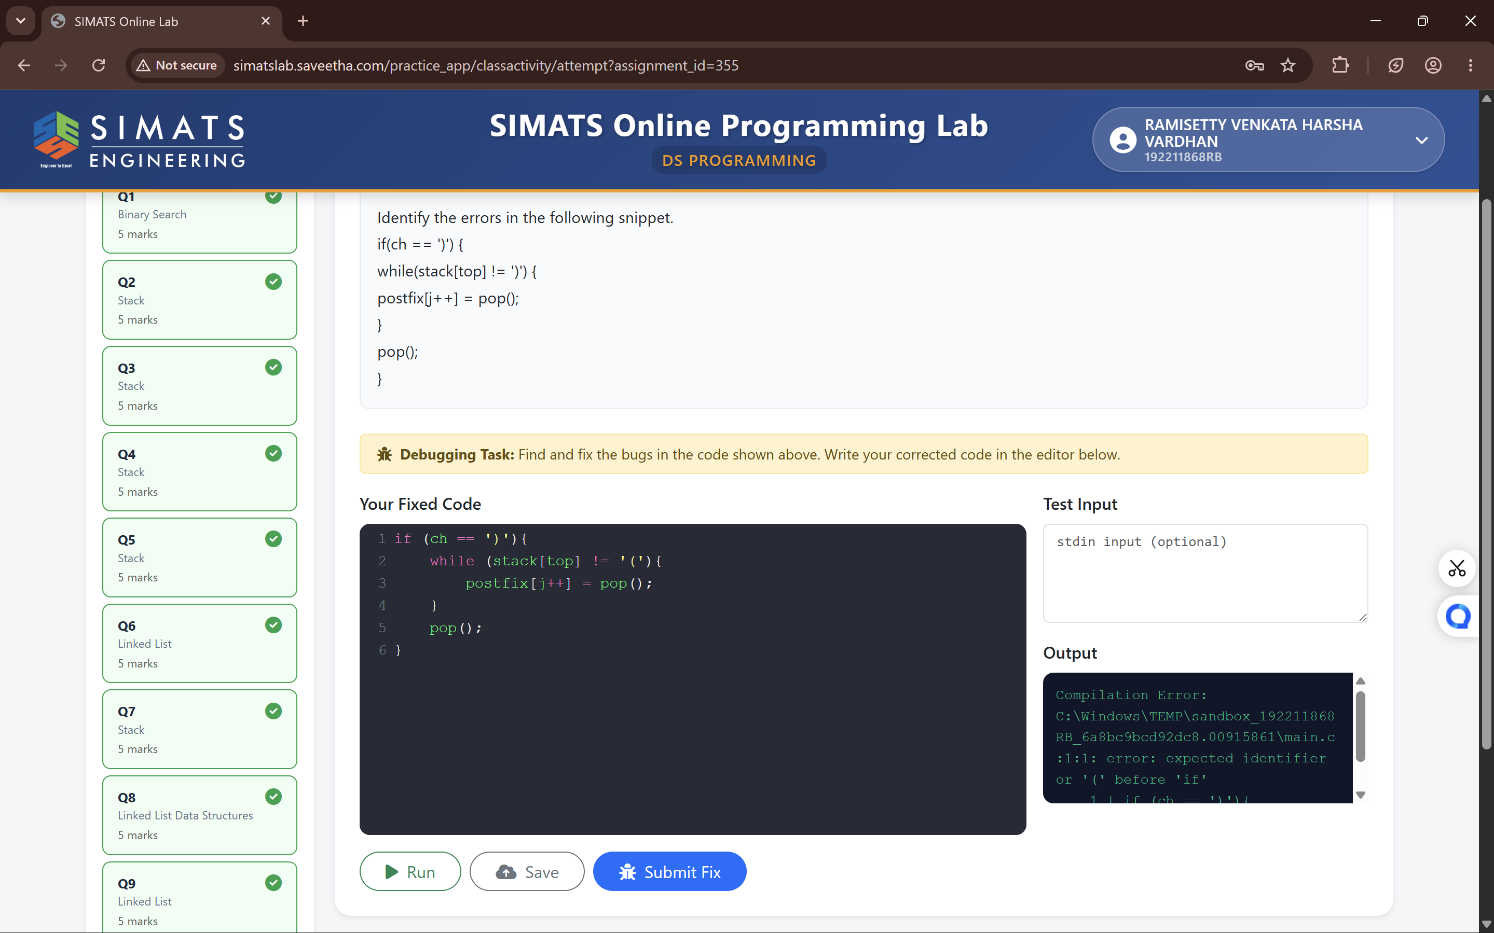 SIMATS Online Lab
Not secure
simatslab.saveetha.com/practice_app/classactivity/attempt?assignment_id=355
SIMATS
ENGINEERING
Engineer to Excel
SIMATS Online Programming Lab
DS PROGRAMMING
RAMISETTY VENKATA HARSHA
VARDHAN
192211868RB
Q1
Binary Search
5 marks
Q2
Stack
5 marks
Q3
Stack
5 marks
Q4
Stack
5 marks
Q5
Stack
5 marks
Q6
Linked List
5 marks
Q7
Stack
5 marks
Q8
Linked List Data Structures
5 marks
Q9
Linked List
5 marks
Identify the errors in the following snippet.
if(ch == ')') {
while(stack[top] != ')') {
postfix[j++] = pop();
}
pop();
}
Debugging Task: Find and fix the bugs in the code shown above. Write your corrected code in the editor below.
Your Fixed Code
1 if (ch == ')'){
2 while (stack[top] != '('){
3 postfix[j++] = pop();
4 }
5 pop();
6 }
Run
Save
Submit Fix
Test Input
stdin input (optional)
Output
Compilation Error:
C:\Windows\TEMP\sandbox_192211868
RB_6a8bc9bcd92dc8.00915861\main.c
:1:1: error: expected identifier
or '(' before 'if'
1 | if (ch == ')'){